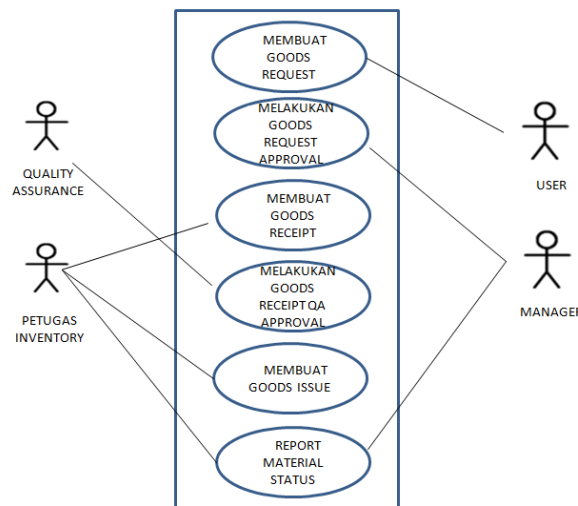 MEMBUAT
GOODS
REQUEST
MELAKUKAN
GOODS
REQUEST
APPROVAL
MEMBUAT
GOODS
RECEIPT
MELAKUKAN
GOODS
RECEIPT QA
APPROVAL
MEMBUAT
GOODS ISSUE
REPORT
MATERIAL
STATUS
QUALITY
ASSURANCE
PETUGAS
INVENTORY
USER
MANAGER